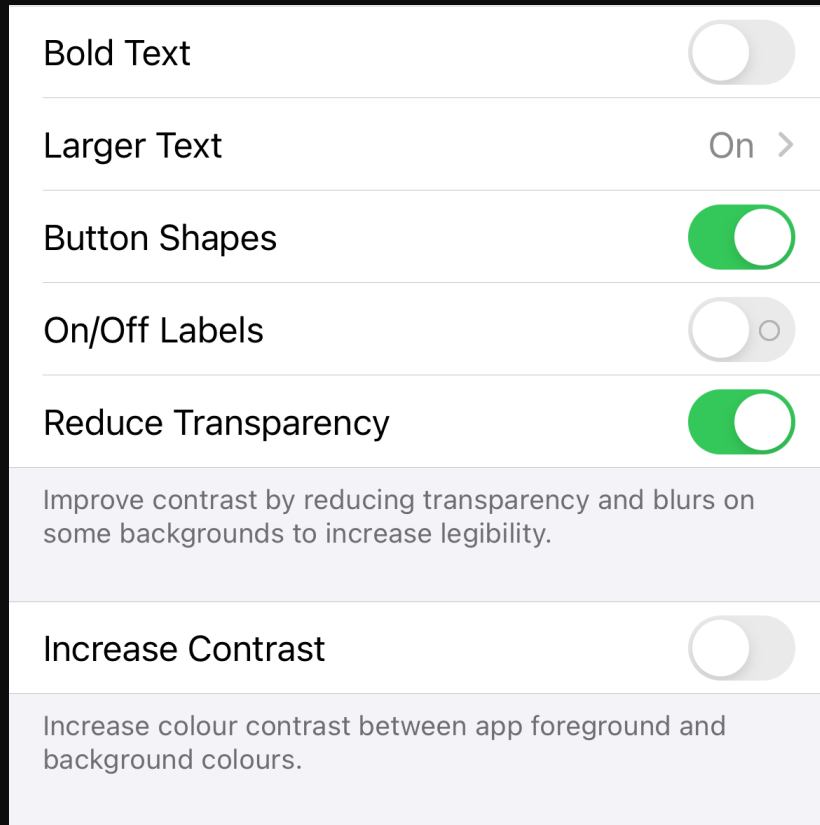 Bold Text
Larger Text On
Button Shapes
On/Off Labels
Reduce Transparency
Improve contrast by reducing transparency and blurs on
some backgrounds to increase legibility.
Increase Contrast
Increase colour contrast between app foreground and
background colours.